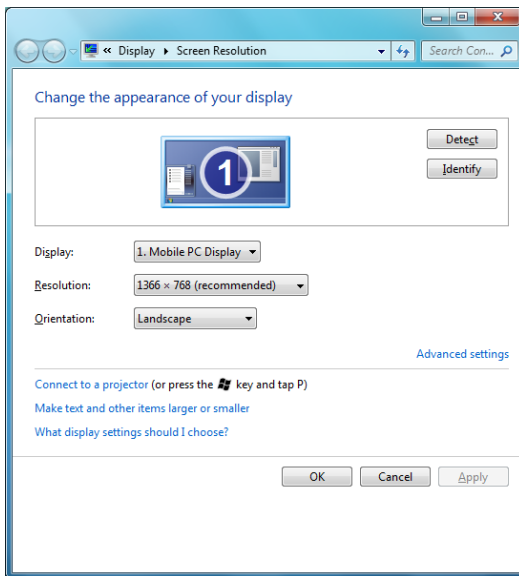 « Display ▸ Screen Resolution
Search Con...
Change the appearance of your display
1
Detect
Identify
Display: 1. Mobile PC Display
Resolution: 1366 × 768 (recommended)
Orientation: Landscape
Advanced settings
Connect to a projector (or press the key and tap P)
Make text and other items larger or smaller
What display settings should I choose?
OK Cancel Apply